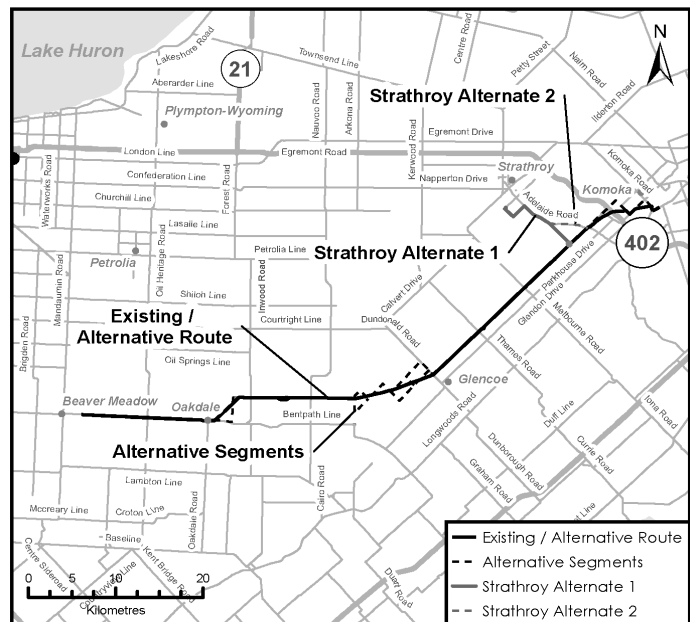 Lake Huron
Lakeshore Road
21
Townsend Line
Centre Road
Petty Street
Nairn Road
N
Aberarder Line
Ilderton Road
Plympton-Wyoming
Nauvoo Road
Arkona Road
Strathroy Alternate 2
Egremont Drive
London Line
Egremont Road
Kerwood Road
Strathroy
Komoka Road
Waterworks Road
Confederation Line
Forest Road
Napperton Drive
Komoka
Churchill Line
Adelaide Road
Lasalle Line
402
Petrolia
Oil Heritage Road
Petrolia Line
Strathroy Alternate 1
Mandaumin Road
Inwood Road
Parkhouse Drive
Shiloh Line
Calvert Drive
Glendon Drive
Existing /
Alternative Route
Courtright Line
Dundonald Road
Melbourne Road
Brigden Road
Oil Springs Line
Thames Road
Glencoe
Beaver Meadow
Oakdale
Bentpath Line
Longwoods Road
Duff Line
Iona Road
Alternative Segments
Dunborough Road
Currie Road
Lambton Line
Cairo Road
Graham Road
Mccreary Line
Croton Line
Oakdale Road
Line
Baseline
Centre Sideroad
Countryview Line
Kent Bridge Road
Duart Road
0 5 10 20
Kilometres
Existing / Alternative Route
Alternative Segments
Strathroy Alternate 1
Strathroy Alternate 2